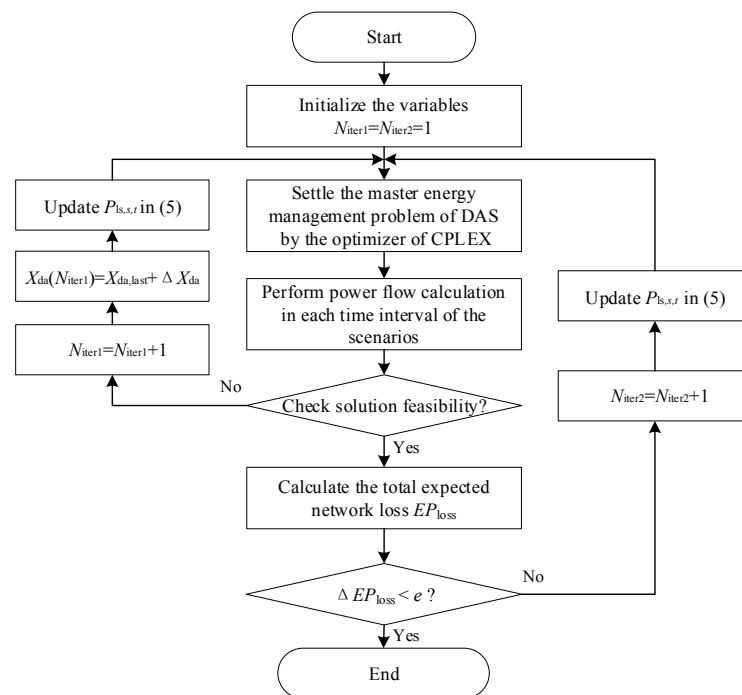 Start
Initialize the variables
Niter1=Niter2=1
Settle the master energy
management problem of DAS
by the optimizer of CPLEX
Perform power flow calculation
in each time interval of the
scenarios
Check solution feasibility?
No
Niter1=Niter1+1
Xda(Niter1)=Xda,last+ Δ Xda
Update Pls,s,t in (5)
Yes
Calculate the total expected
network loss EPloss
Δ EPloss < e ?
No
Niter2=Niter2+1
Update Pls,s,t in (5)
Yes
End